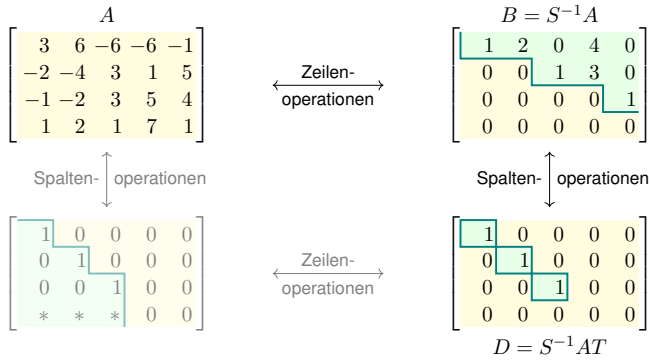 A B = S⁻¹A
3 6 −6 −6 −1
−2 −4 3 1 5
−1 −2 3 5 4
1 2 1 7 1
Zeilen-
operationen
1 2 0 4 0
0 0 1 3 0
0 0 0 0 1
0 0 0 0 0
Spalten- operationen
Spalten- operationen
1 0 0 0 0
0 1 0 0 0
0 0 1 0 0
∗ ∗ ∗ 0 0
Zeilen-
operationen
1 0 0 0 0
0 1 0 0 0
0 0 1 0 0
0 0 0 0 0
D = S⁻¹AT